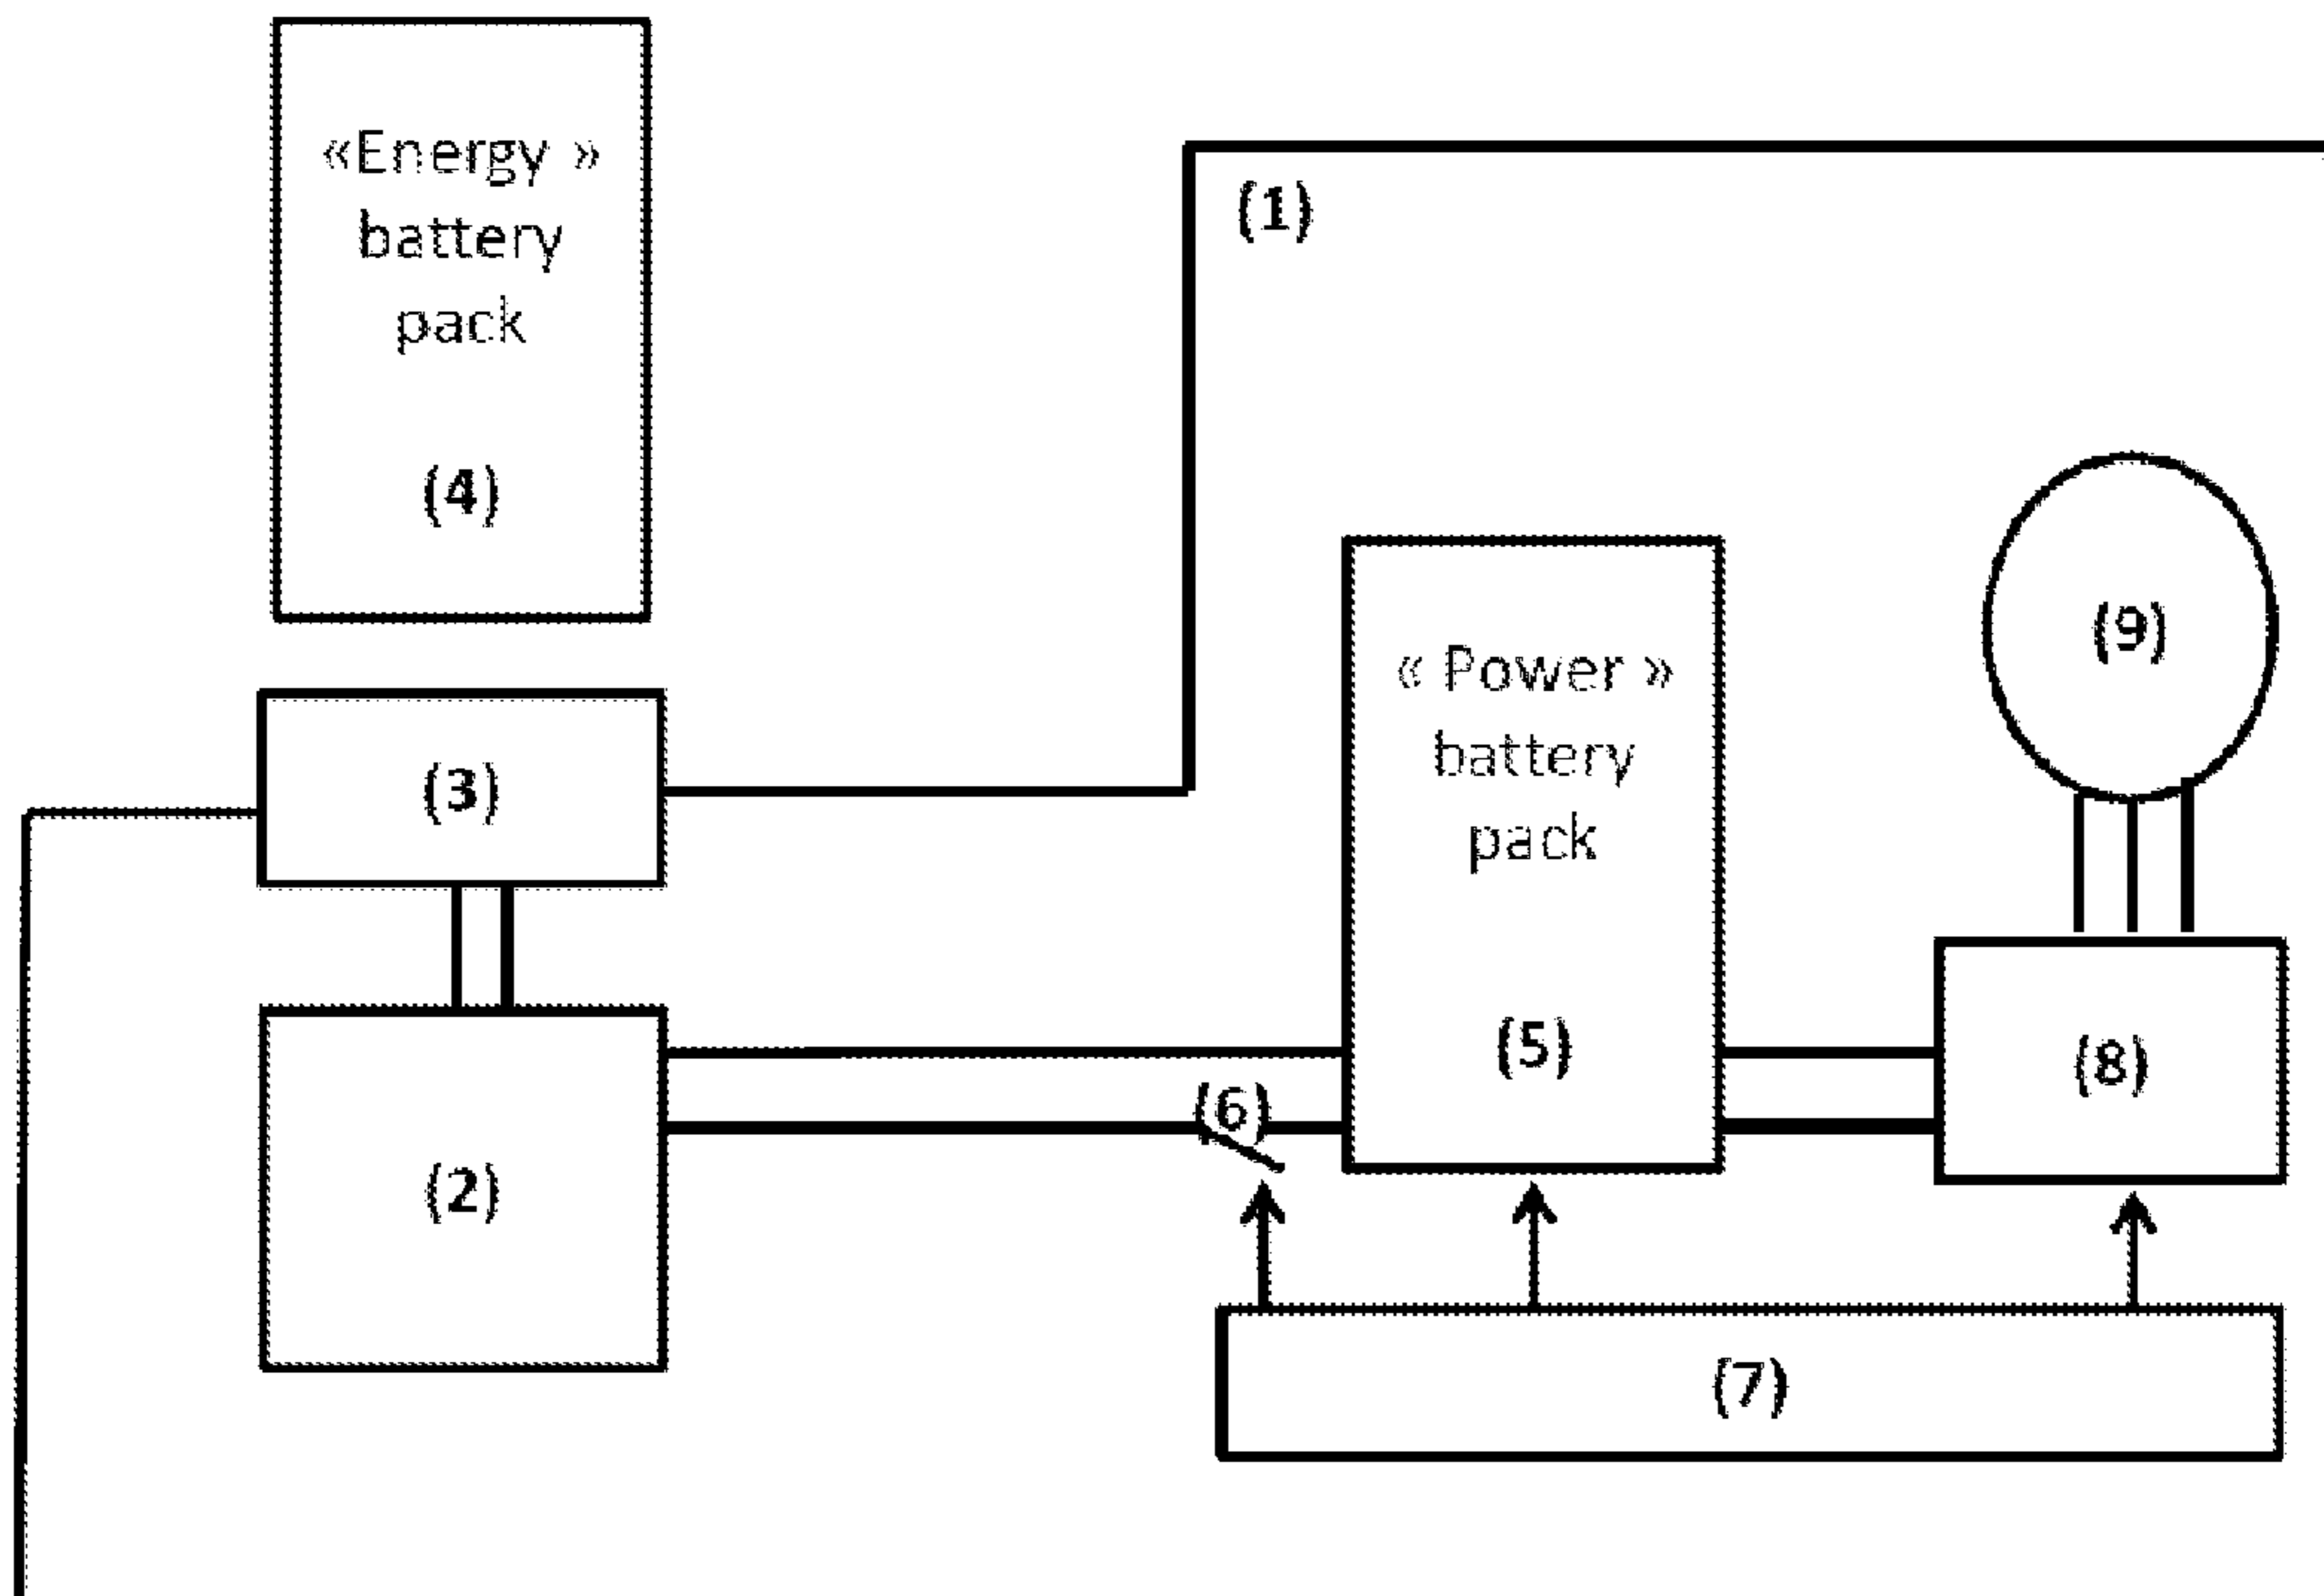 «Energy »
battery
pack
(4)
(1)
(9)
« Power »
battery
pack
(3)
(5)
(8)
(6)
(2)
(7)